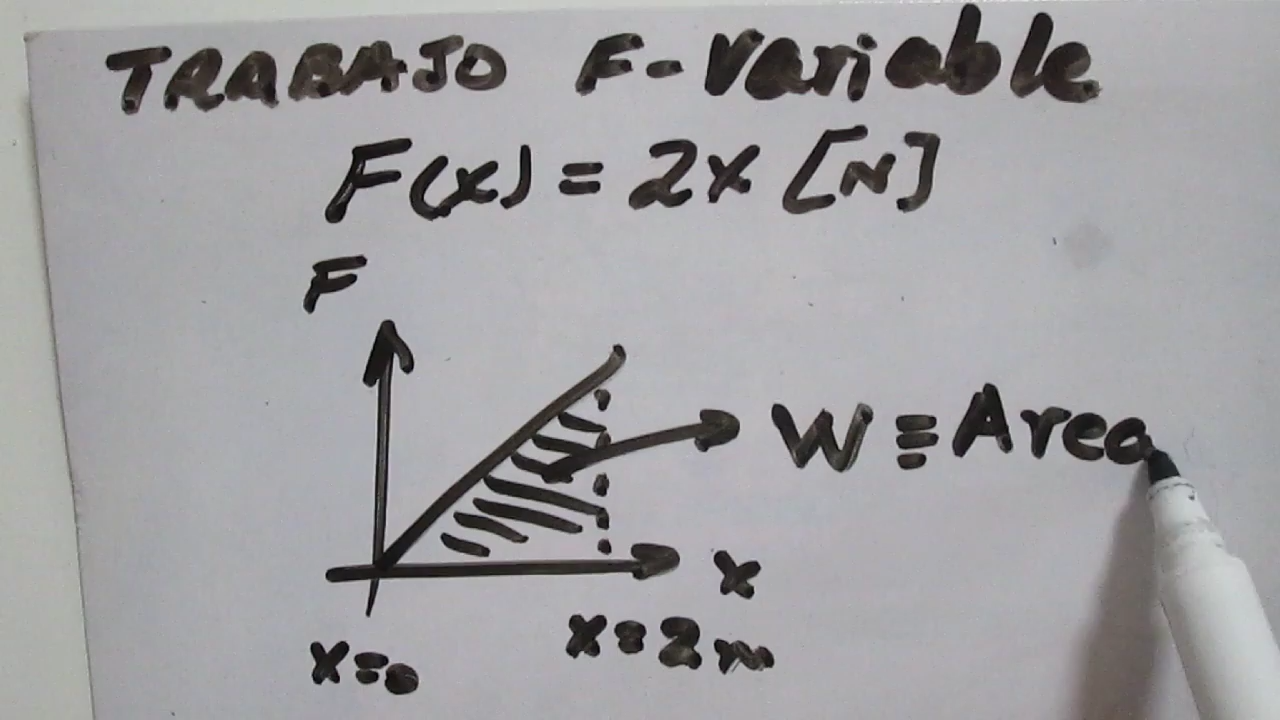 TRABAJO F-Variable
F(x) = 2x [N]
F
W ≡ Area
x
x=0
x=2m